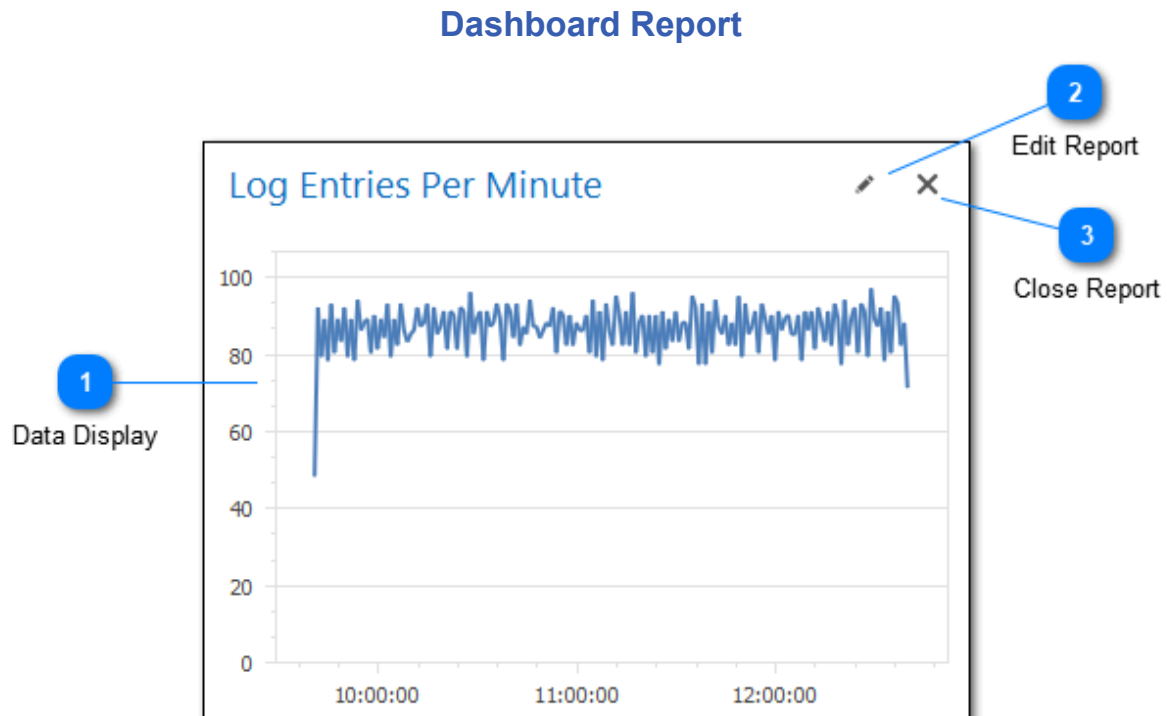 Dashboard Report
2
Edit Report
Log Entries Per Minute
3
Close Report
100
80
1
Data Display
60
40
20
0
10:00:00 11:00:00 12:00:00